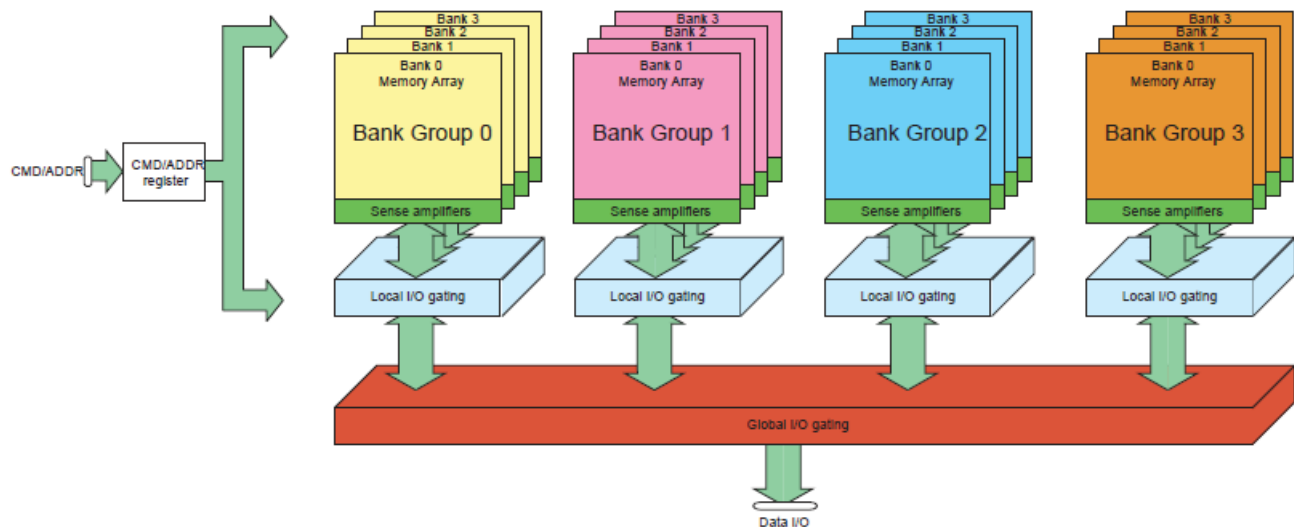 Bank 3
Bank 2
Bank 1
Bank 0
Memory Array
Bank Group 0
Sense amplifiers
Local I/O gating
Bank 3
Bank 2
Bank 1
Bank 0
Memory Array
Bank Group 1
Sense amplifiers
Local I/O gating
Bank 3
Bank 2
Bank 1
Bank 0
Memory Array
Bank Group 2
Sense amplifiers
Local I/O gating
Bank 3
Bank 2
Bank 1
Bank 0
Memory Array
Bank Group 3
Sense amplifiers
Local I/O gating
CMD/ADDR
CMD/ADDR
register
Global I/O gating
Data I/O